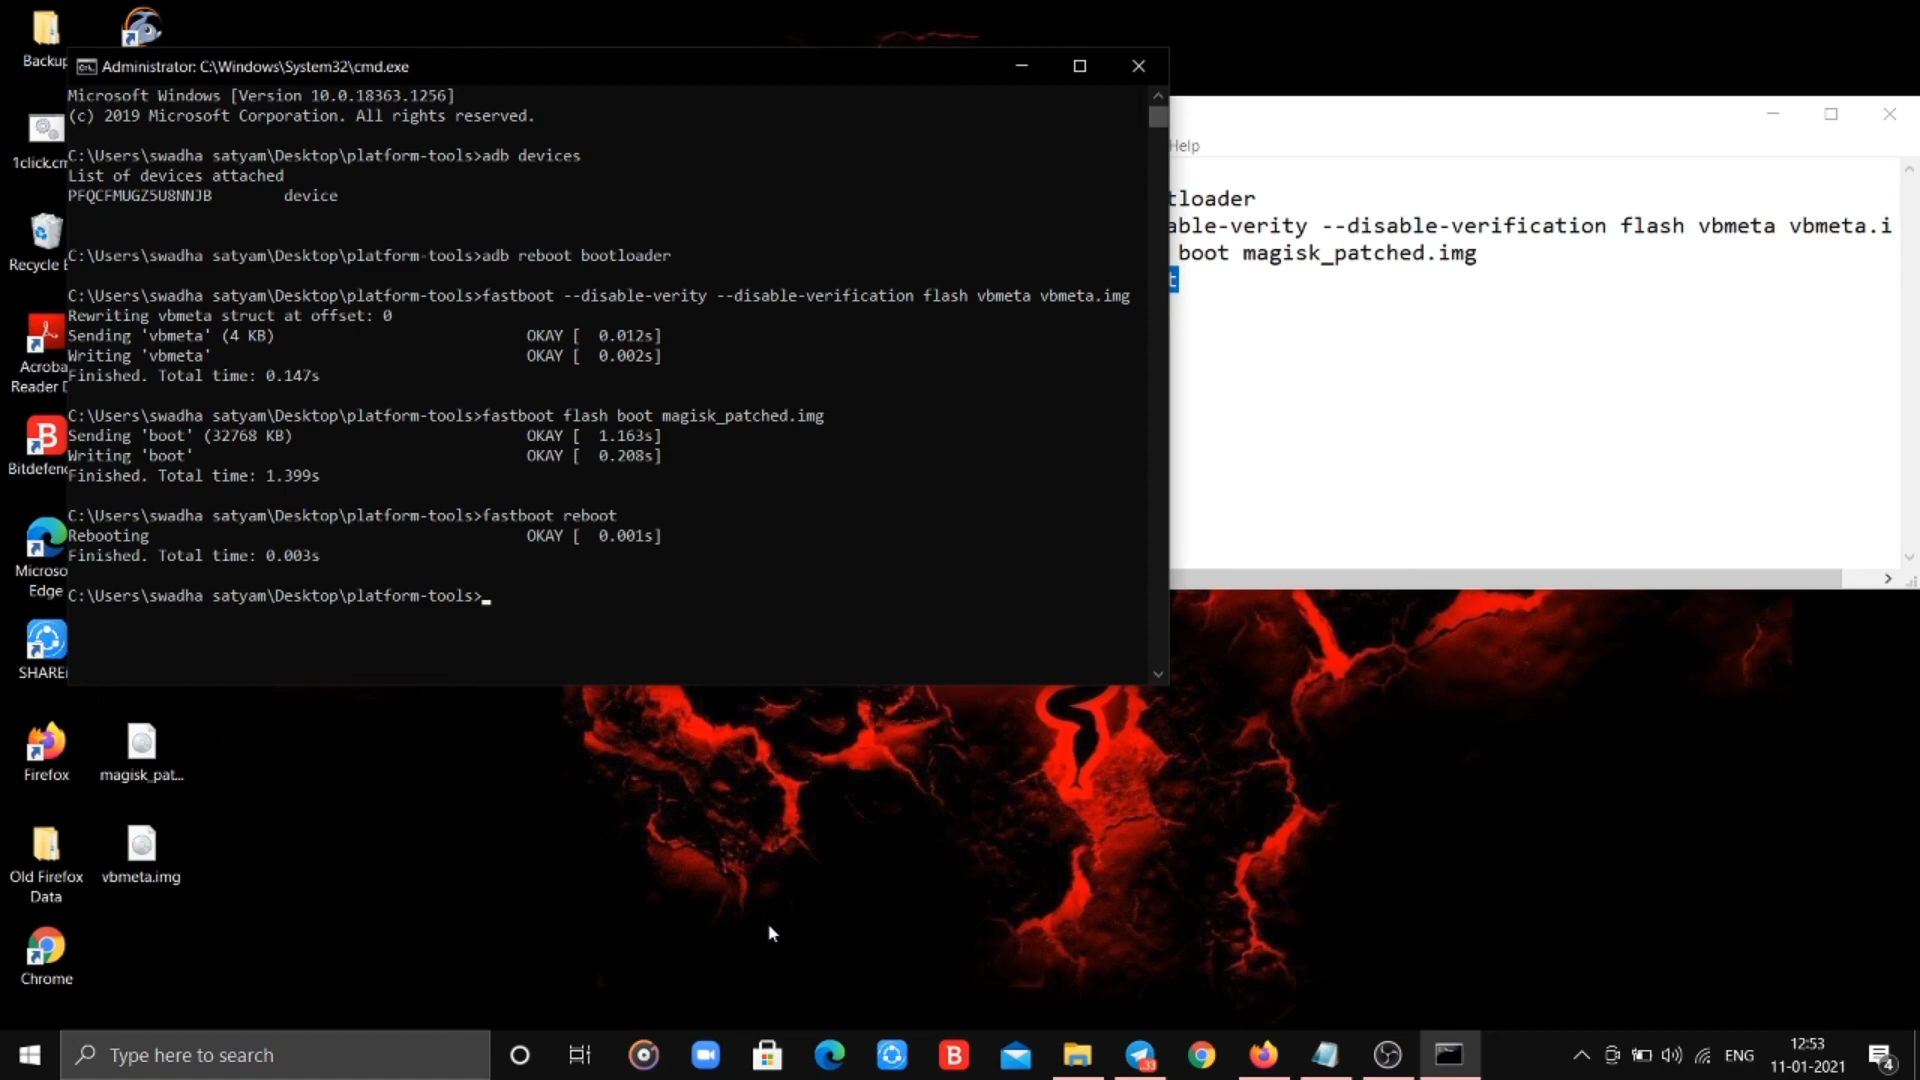 Backup
1click.cm
Recycle B
Acroba
Reader D
Bitdefend
Microso
Edge
SHAREi
Firefox
magisk_pat...
Old Firefox
Data
vbmeta.img
Chrome
Administrator: C:\Windows\System32\cmd.exe
Microsoft Windows [Version 10.0.18363.1256]
(c) 2019 Microsoft Corporation. All rights reserved.
C:\Users\swadha satyam\Desktop\platform-tools>adb devices
List of devices attached
PFQCFMUGZ5U8NNJB device
C:\Users\swadha satyam\Desktop\platform-tools>adb reboot bootloader
C:\Users\swadha satyam\Desktop\platform-tools>fastboot --disable-verity --disable-verification flash vbmeta vbmeta.img
Rewriting vbmeta struct at offset: 0
Sending 'vbmeta' (4 KB) OKAY [ 0.012s]
Writing 'vbmeta' OKAY [ 0.002s]
Finished. Total time: 0.147s
C:\Users\swadha satyam\Desktop\platform-tools>fastboot flash boot magisk_patched.img
Sending 'boot' (32768 KB) OKAY [ 1.163s]
Writing 'boot' OKAY [ 0.208s]
Finished. Total time: 1.399s
C:\Users\swadha satyam\Desktop\platform-tools>fastboot reboot
Rebooting OKAY [ 0.001s]
Finished. Total time: 0.003s
C:\Users\swadha satyam\Desktop\platform-tools>
Help
tloader
able-verity --disable-verification flash vbmeta vbmeta.i
boot magisk_patched.img
t
Type here to search
33
ENG
12:53
11-01-2021
4